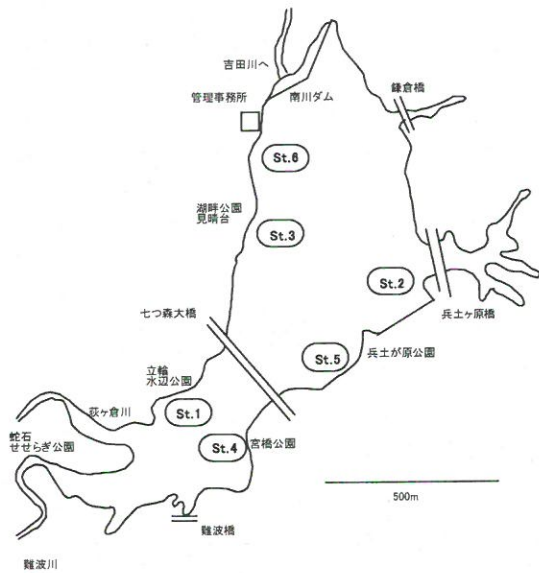 吉田川へ
管理事務所
南川ダム
鎌倉橋
St.6
湖畔公園
見晴台
St.3
St.2
兵土ヶ原橋
七つ森大橋
兵土が原公園
St.5
立輪
水辺公園
荻ヶ倉川
St.1
蛇石
せせらぎ公園
St.4
宮橋公園
500m
難波橋
難波川